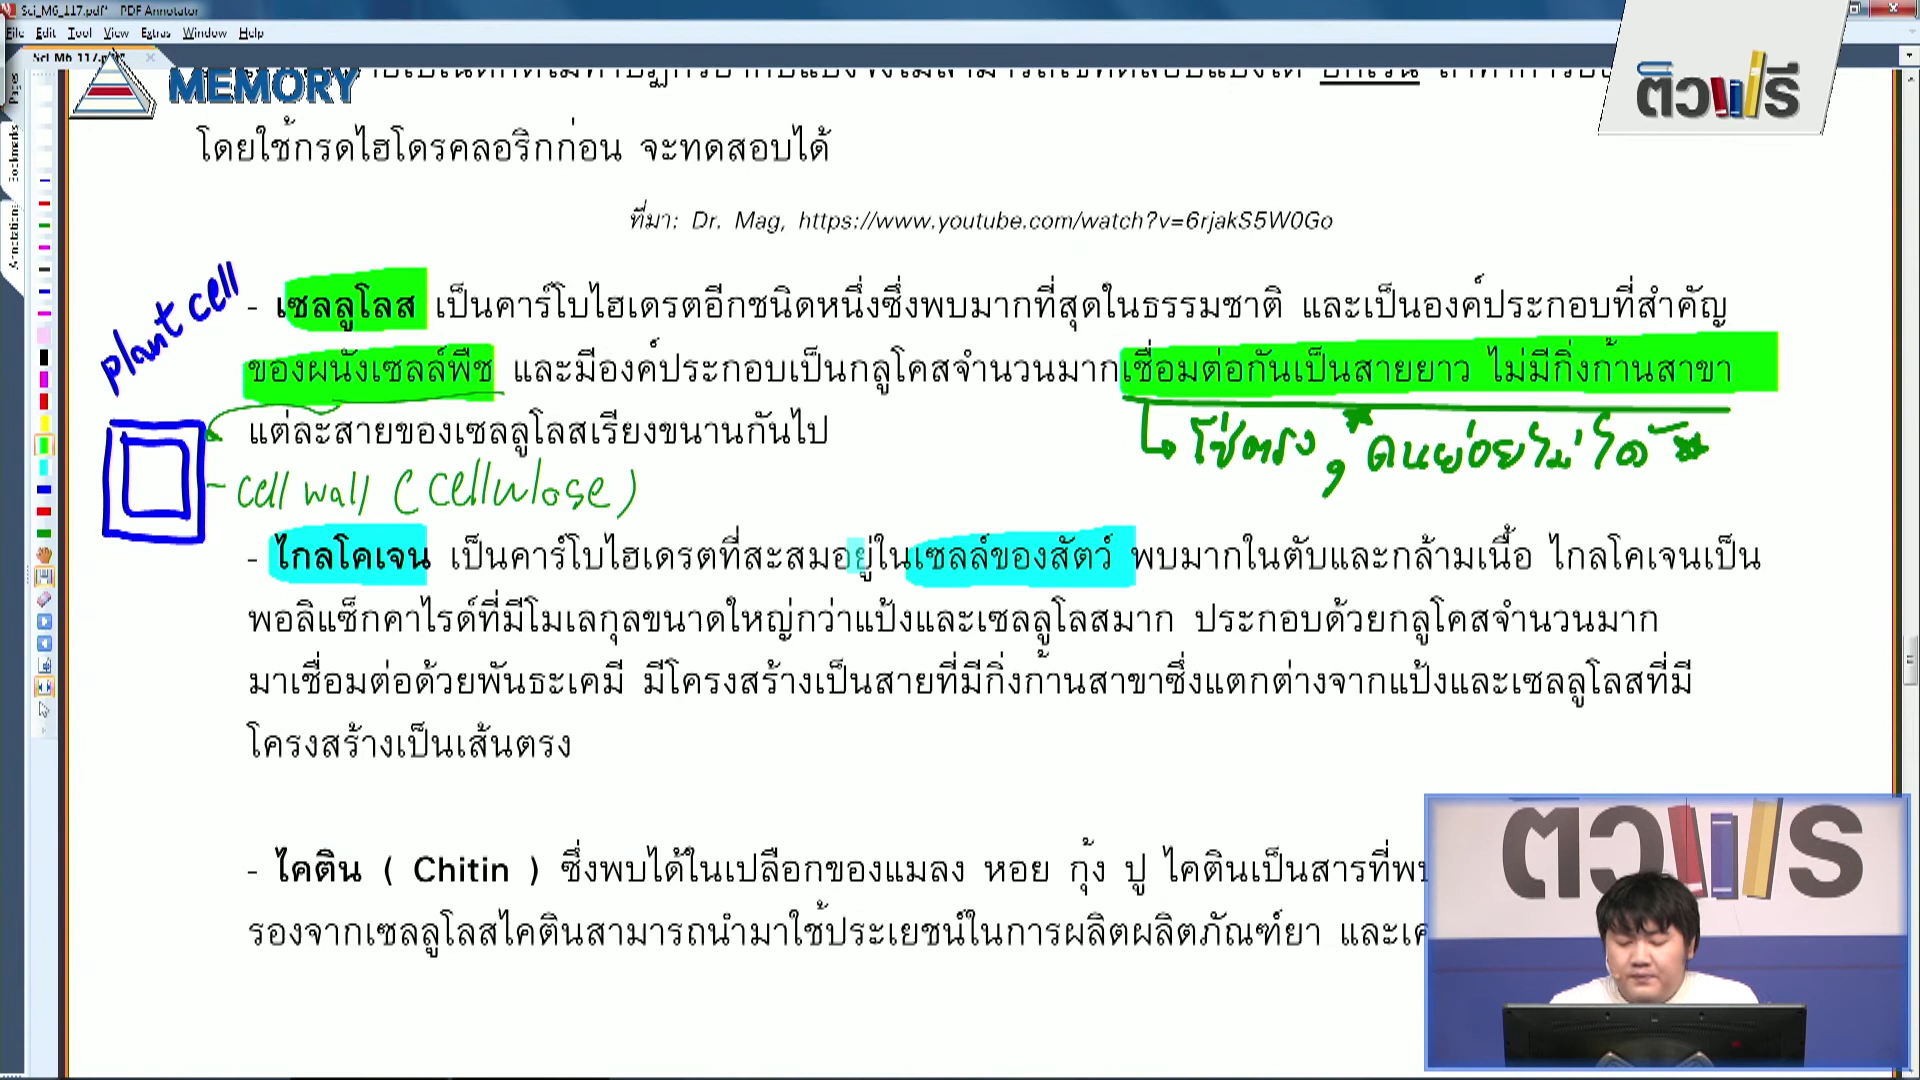 Sci_M6_117.pdf* - PDF Annotator
File Edit Tool View Extras Window Help
Sci_M6_117.pdf*
Pages
Bookmarks
Annotations
MEMORY
ติวฟรี
โดยใช้กรดไฮโดรคลอริกก่อน จะทดสอบได้
ที่มา: Dr. Mag, https://www.youtube.com/watch?v=6rjakS5W0Go
plant cell
- เซลลูโลส เป็นคาร์โบไฮเดรตอีกชนิดหนึ่งซึ่งพบมากที่สุดในธรรมชาติ และเป็นองค์ประกอบที่สำคัญ
ของผนังเซลล์พืช และมีองค์ประกอบเป็นกลูโคสจำนวนมากเชื่อมต่อกันเป็นสายยาว ไม่มีกิ่งก้านสาขา
แต่ละสายของเซลลูโลสเรียงขนานกันไป
โซ่ตรง, คนย่อยไม่ได้
cell wall (cellulose)
- ไกลโคเจน เป็นคาร์โบไฮเดรตที่สะสมอยู่ในเซลล์ของสัตว์ พบมากในตับและกล้ามเนื้อ ไกลโคเจนเป็น
พอลิแซ็กคาไรด์ที่มีโมเลกุลขนาดใหญ่กว่าแป้งและเซลลูโลสมาก ประกอบด้วยกลูโคสจำนวนมาก
มาเชื่อมต่อด้วยพันธะเคมี มีโครงสร้างเป็นสายที่มีกิ่งก้านสาขาซึ่งแตกต่างจากแป้งและเซลลูโลสที่มี
โครงสร้างเป็นเส้นตรง
- ไคติน ( Chitin ) ซึ่งพบได้ในเปลือกของแมลง หอย กุ้ง ปู ไคตินเป็นสารที่พบ
รองจากเซลลูโลสไคตินสามารถนำมาใช้ประเยชน์ในการผลิตผลิตภัณฑ์ยา และเค
ติวฟรี